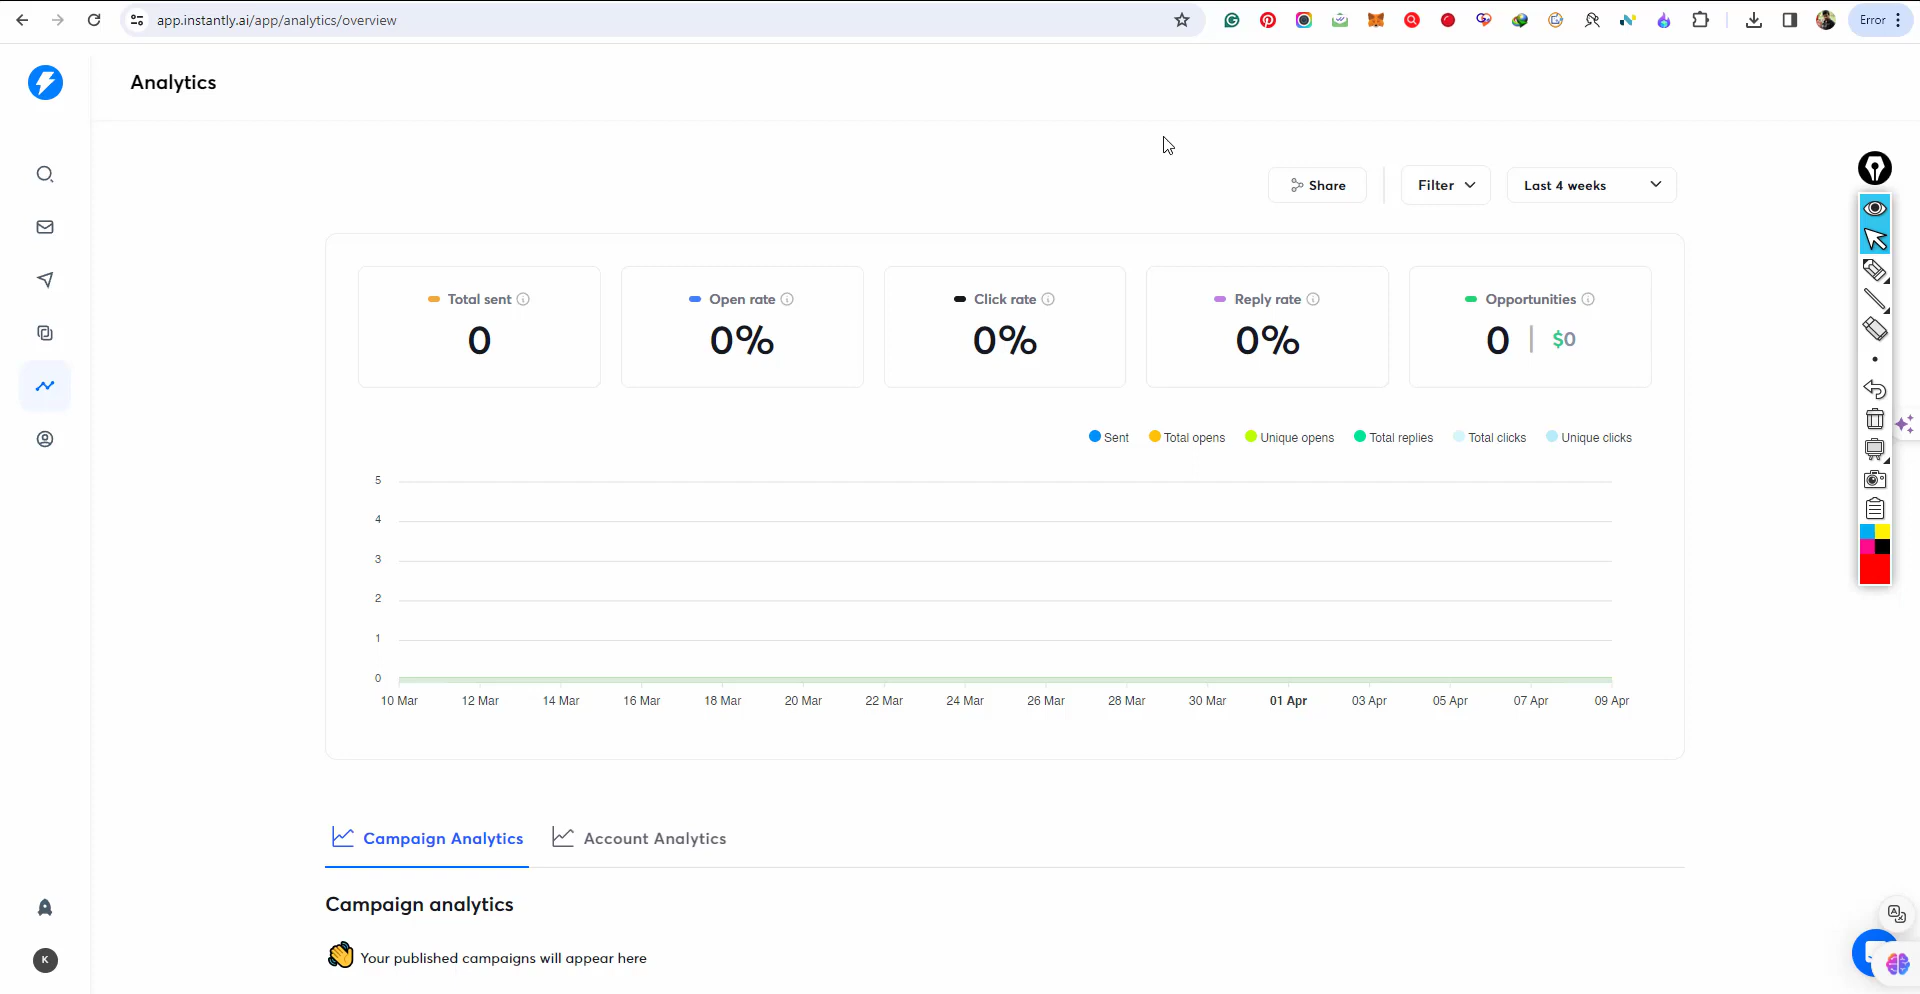 app.instantly.ai/app/analytics/overview
Error
Analytics
Share
Filter
Last 4 weeks
Total sent
0
Open rate
0%
Click rate
0%
Reply rate
0%
Opportunities
0 | $0
Sent Total opens Unique opens Total replies Total clicks Unique clicks
5
4
3
2
1
0
10 Mar 12 Mar 14 Mar 16 Mar 18 Mar 20 Mar 22 Mar 24 Mar 26 Mar 28 Mar 30 Mar 01 Apr 03 Apr 05 Apr 07 Apr 09 Apr
Campaign Analytics Account Analytics
Campaign analytics
Your published campaigns will appear here
K